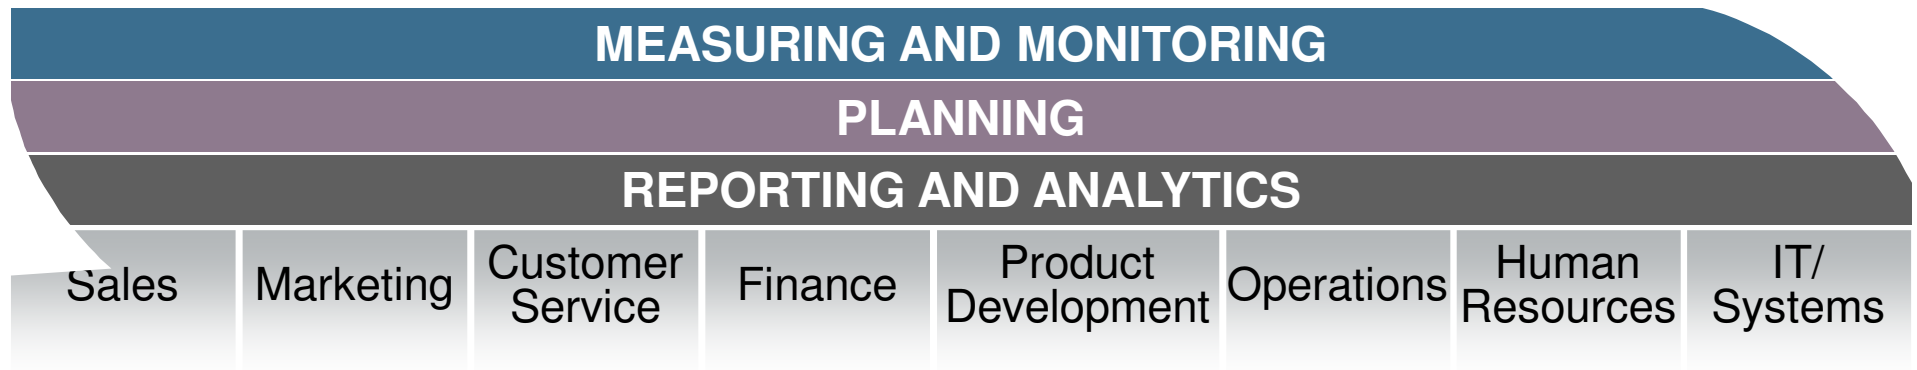 MEASURING AND MONITORING
PLANNING
REPORTING AND ANALYTICS
Sales
Marketing
Customer
Service
Finance
Product
Development
Operations
Human
Resources
IT/
Systems